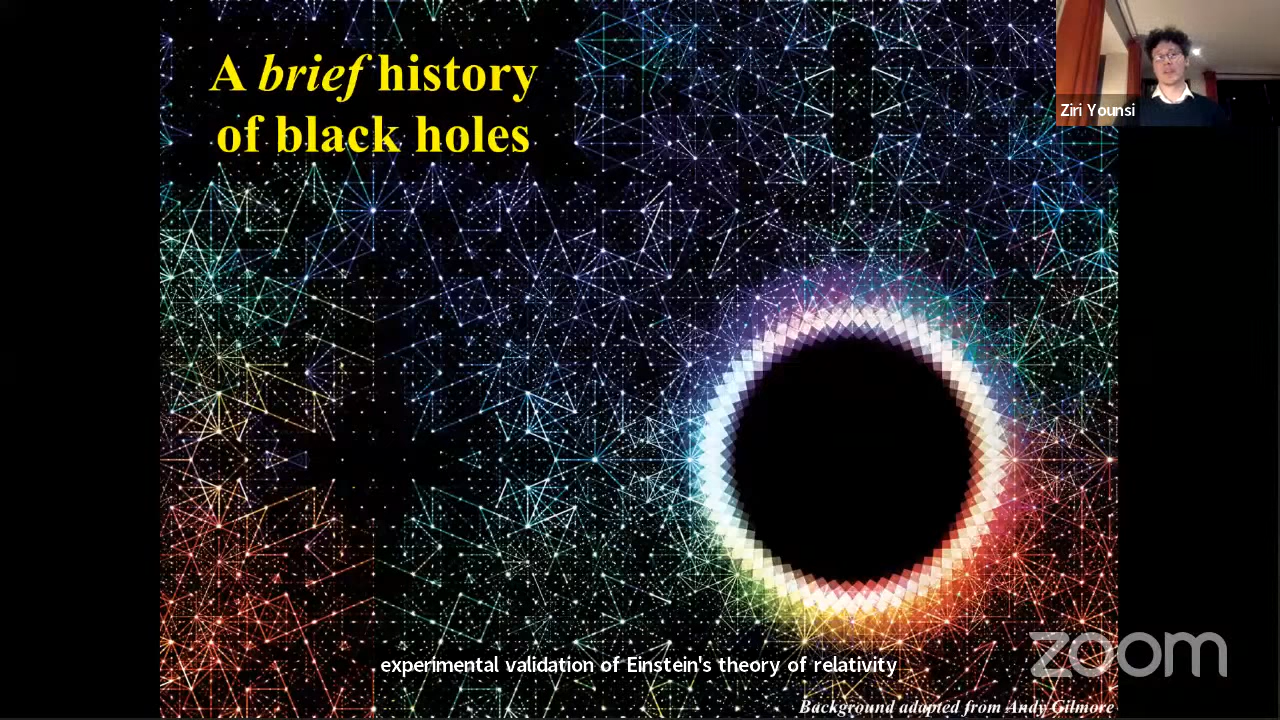 A brief history
of black holes
Ziri Younsi
experimental validation of Einstein's theory of relativity
zoom
Background adapted from Andy Gilmore